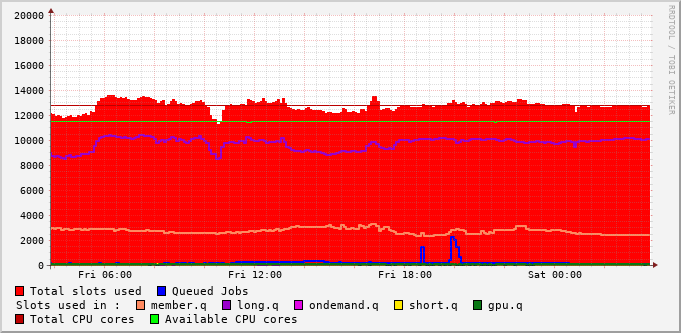 RRDTOOL / TOBI OETIKER
20000
18000
16000
14000
12000
10000
8000
6000
4000
2000
0
Fri 06:00 Fri 12:00 Fri 18:00 Sat 00:00
Total slots used Queued Jobs
Slots used in : member.q long.q ondemand.q short.q gpu.q
Total CPU cores Available CPU cores